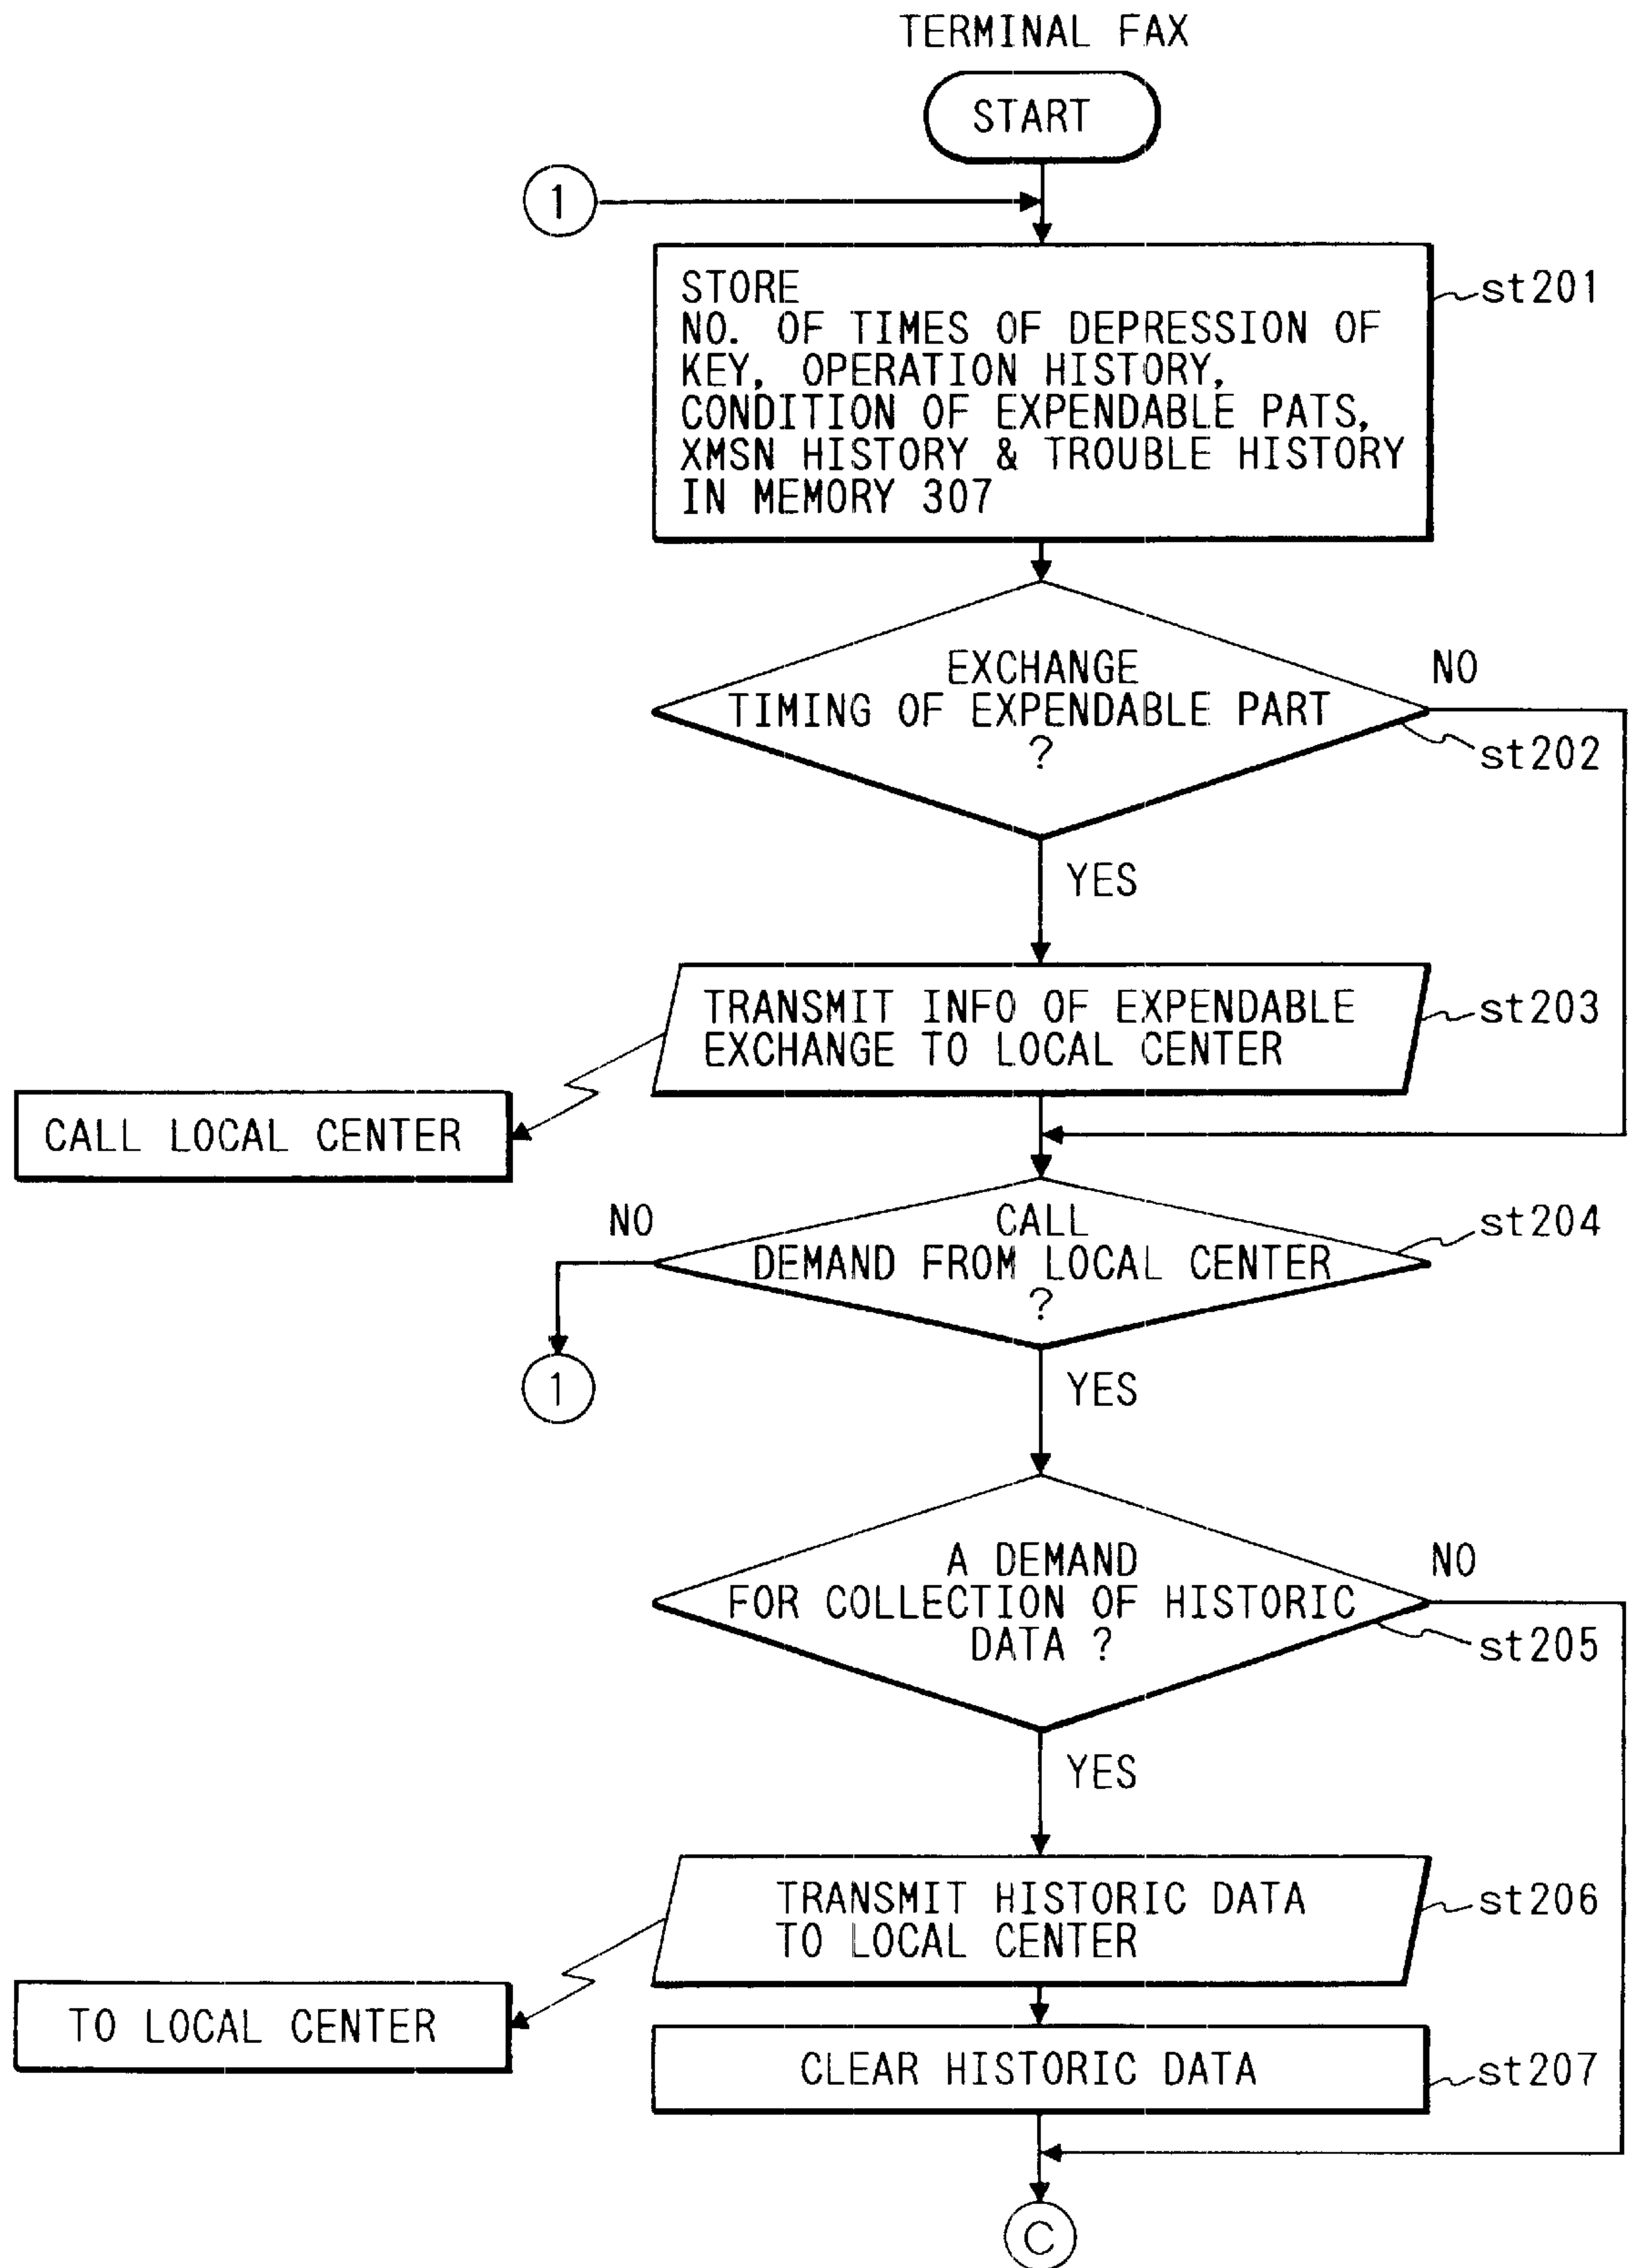 TERMINAL FAX
START
1
STORE
NO. OF TIMES OF DEPRESSION OF
KEY, OPERATION HISTORY,
CONDITION OF EXPENDABLE PATS,
XMSN HISTORY & TROUBLE HISTORY
IN MEMORY 307
st201
EXCHANGE
TIMING OF EXPENDABLE PART
?
NO
st202
YES
TRANSMIT INFO OF EXPENDABLE
EXCHANGE TO LOCAL CENTER
st203
CALL LOCAL CENTER
NO
CALL
DEMAND FROM LOCAL CENTER
?
st204
1
YES
A DEMAND
FOR COLLECTION OF HISTORIC
DATA ?
NO
st205
YES
TRANSMIT HISTORIC DATA
TO LOCAL CENTER
st206
TO LOCAL CENTER
CLEAR HISTORIC DATA
st207
C